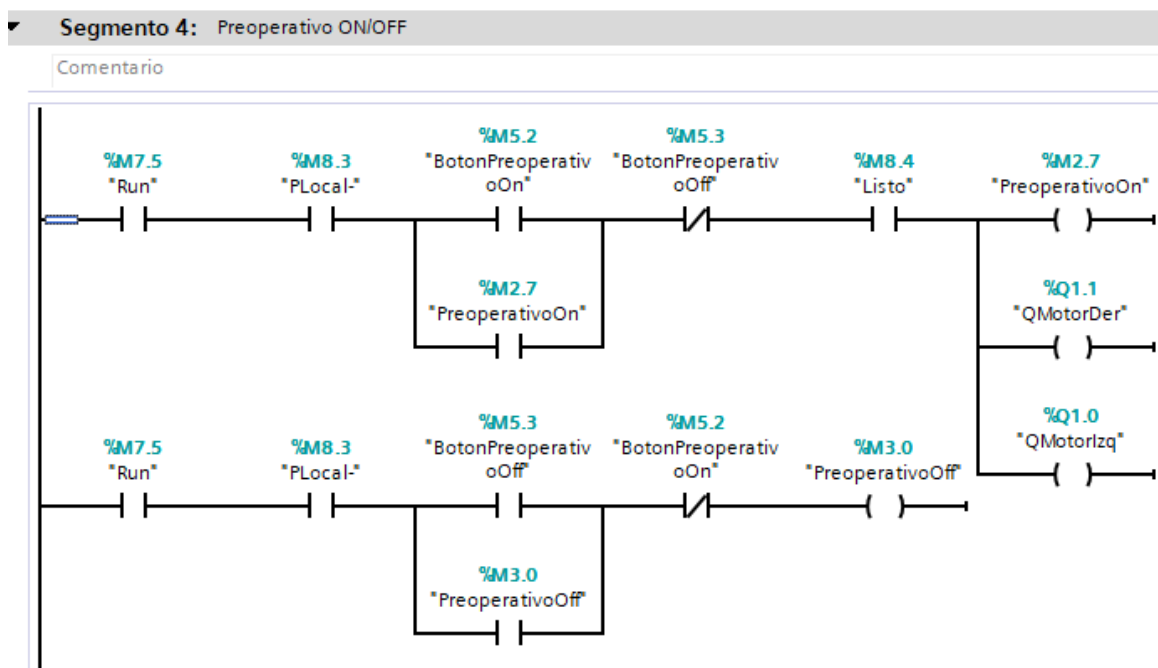 Segmento 4: Preoperativo ON/OFF
Comentario
%M7.5
"Run"
%M8.3
"PLocal-"
%M5.2
"BotonPreoperativ
oOn"
%M5.3
"BotonPreoperativ
oOff"
%M8.4
"Listo"
%M2.7
"PreoperativoOn"
%M2.7
"PreoperativoOn"
%Q1.1
"QMotorDer"
%Q1.0
"QMotorIzq"
%M7.5
"Run"
%M8.3
"PLocal-"
%M5.3
"BotonPreoperativ
oOff"
%M5.2
"BotonPreoperativ
oOn"
%M3.0
"PreoperativoOff"
%M3.0
"PreoperativoOff"